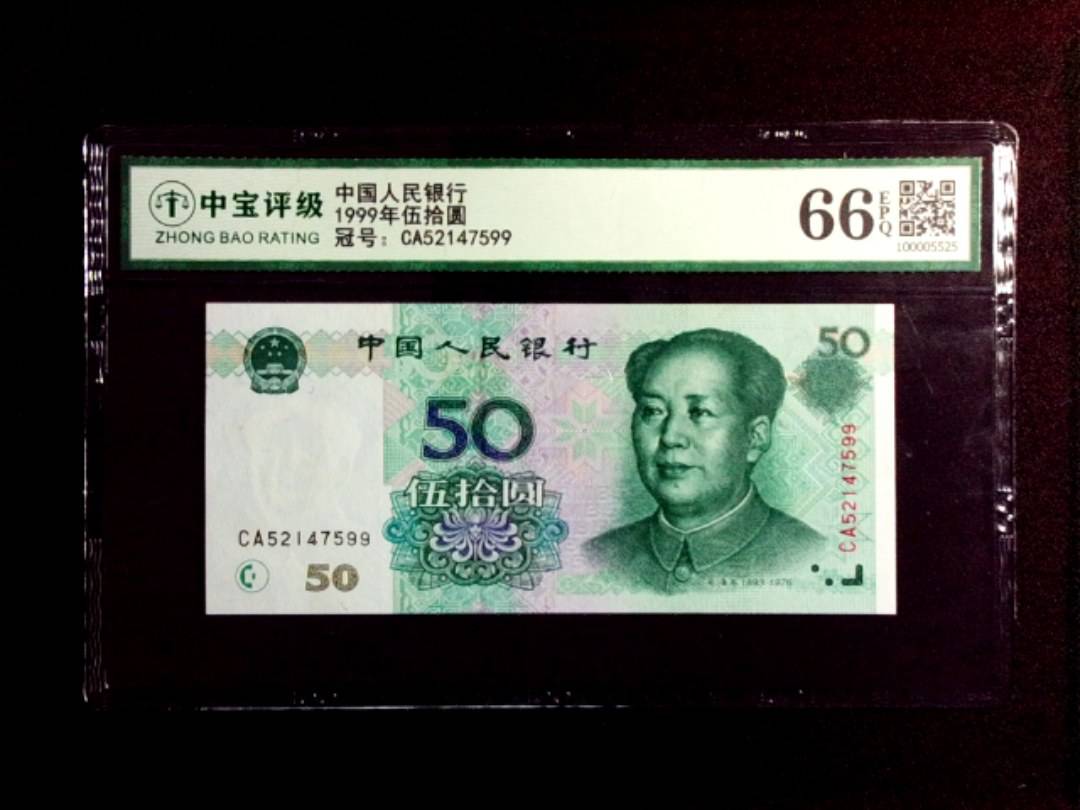 中宝评级
ZHONG BAO RATING
中国人民银行
1999年伍拾圆
冠号：CA52147599
66
EPQ
100005525
中国人民银行
50
50
伍拾圆
CA52147599
50
CA52147599
1893-1976